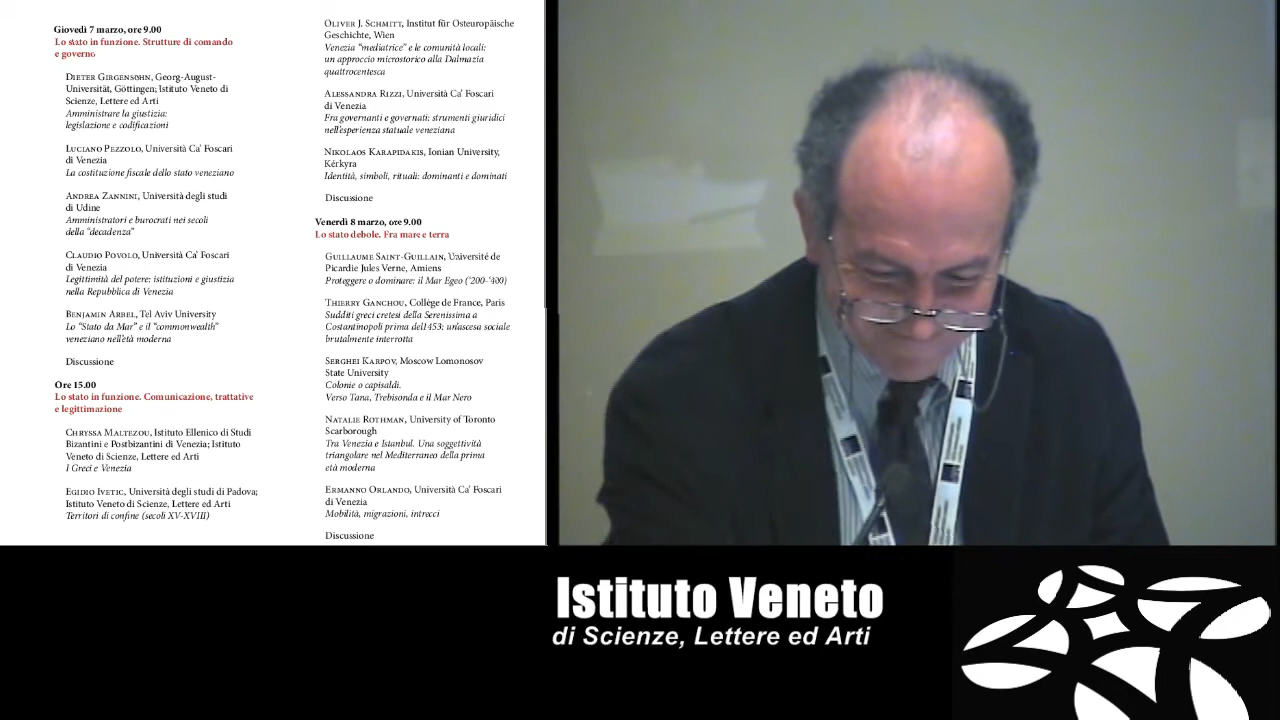 Giovedì 7 marzo, ore 9.00
Lo stato in funzione. Strutture di comando
e governo
Dieter Girgensohn, Georg-August-
Universität, Göttingen; Istituto Veneto di
Scienze, Lettere ed Arti
Amministrare la giustizia:
legislazione e codificazioni
Luciano Pezzolo, Università Ca' Foscari
di Venezia
La costituzione fiscale dello stato veneziano
Andrea Zannini, Università degli studi
di Udine
Amministratori e burocrati nei secoli
della "decadenza"
Claudio Povolo, Università Ca' Foscari
di Venezia
Legittimità del potere: istituzioni e giustizia
nella Repubblica di Venezia
Benjamin Arbel, Tel Aviv University
Lo "Stato da Mar" e il "commonwealth"
veneziano nell'età moderna
Discussione
Ore 15.00
Lo stato in funzione. Comunicazione, trattative
e legittimazione
Chryssa Maltezou, Istituto Ellenico di Studi
Bizantini e Postbizantini di Venezia; Istituto
Veneto di Scienze, Lettere ed Arti
I Greci e Venezia
Egidio Ivetic, Università degli studi di Padova;
Istituto Veneto di Scienze, Lettere ed Arti
Territori di confine (secoli XV-XVIII)
Oliver J. Schmitt, Institut für Osteuropäische
Geschichte, Wien
Venezia "mediatrice" e le comunità locali:
un approccio microstorico alla Dalmazia
quattrocentesca
Alessandra Rizzi, Università Ca' Foscari
di Venezia
Fra governanti e governati: strumenti giuridici
nell'esperienza statuale veneziana
Nikolaos Karapidakis, Ionian University,
Kérkyra
Identità, simboli, rituali: dominanti e dominati
Discussione
Venerdì 8 marzo, ore 9.00
Lo stato debole. Fra mare e terra
Guillaume Saint-Guillain, Université de
Picardie Jules Verne, Amiens
Proteggere o dominare: il Mar Egeo ('200-'400)
Thierry Ganchou, Collège de France, Paris
Sudditi greci cretesi della Serenissima a
Costantinopoli prima del1453: un'ascesa sociale
brutalmente interrotta
Serghei Karpov, Moscow Lomonosov
State University
Colonie o capisaldi.
Verso Tana, Trebisonda e il Mar Nero
Natalie Rothman, University of Toronto
Scarborough
Tra Venezia e Istanbul. Una soggettività
triangolare nel Mediterraneo della prima
età moderna
Ermanno Orlando, Università Ca' Foscari
di Venezia
Mobilità, migrazioni, intrecci
Discussione
Istituto Veneto
di Scienze, Lettere ed Arti